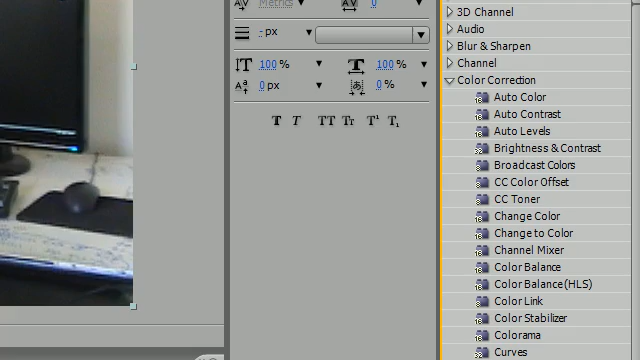 Metrics
0
- px
100 %
100 %
0 px
0 %
T T TT Tr T¹ T₁
3D Channel
Audio
Blur & Sharpen
Channel
Color Correction
Auto Color
Auto Contrast
Auto Levels
Brightness & Contrast
Broadcast Colors
CC Color Offset
CC Toner
Change Color
Change to Color
Channel Mixer
Color Balance
Color Balance (HLS)
Color Link
Color Stabilizer
Colorama
Curves